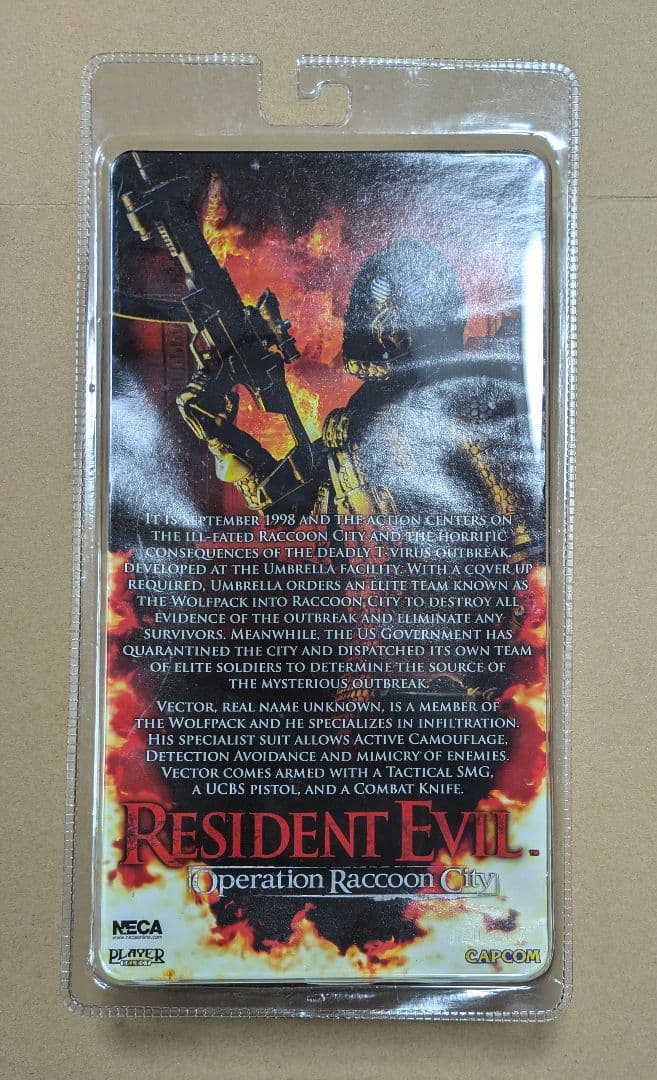 It is September 1998 and the action centers on
the ill-fated Raccoon City and the horrific
consequences of the deadly T-virus outbreak,
developed at the Umbrella facility. With a cover up
required, Umbrella orders an elite team known as
the Wolfpack into Raccoon City to destroy all
evidence of the outbreak and eliminate any
survivors. Meanwhile, the US Government has
quarantined the city and dispatched its own team
of elite soldiers to determine the source of
the mysterious outbreak.
Vector, real name unknown, is a member of
the Wolfpack and he specializes in infiltration.
His specialist suit allows Active Camouflage,
Detection Avoidance and mimicry of enemies.
Vector comes armed with a Tactical SMG,
a UCBS pistol, and a Combat Knife.
RESIDENT EVIL™
Operation Raccoon City
NECA
www.necaonline.com
PLAYER
SELECT
CAPCOM